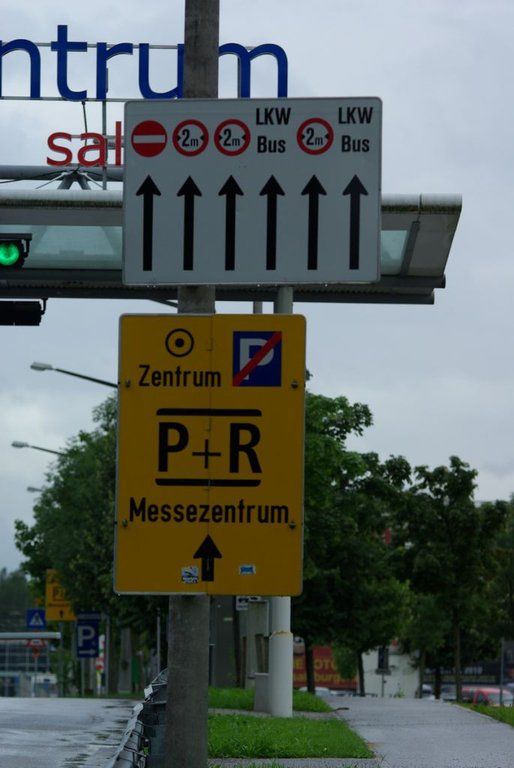 ntrum
sal
LKW LKW
2m 2m Bus 2m Bus
P
Zentrum
P+R
Messezentrum
P